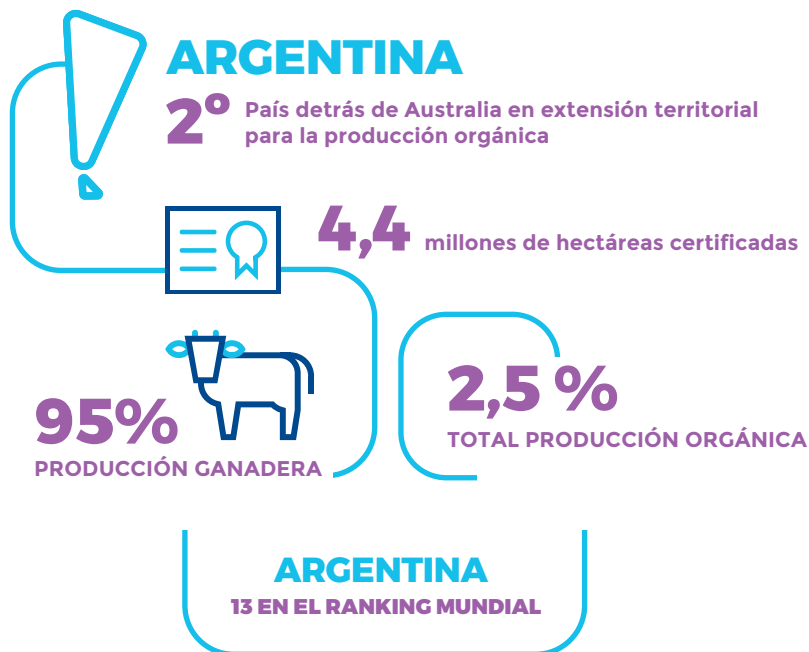 ARGENTINA
2º País detrás de Australia en extensión territorial
para la producción orgánica
4,4 millones de hectáreas certificadas
95%
PRODUCCIÓN GANADERA
2,5 %
TOTAL PRODUCCIÓN ORGÁNICA
ARGENTINA
13 EN EL RANKING MUNDIAL